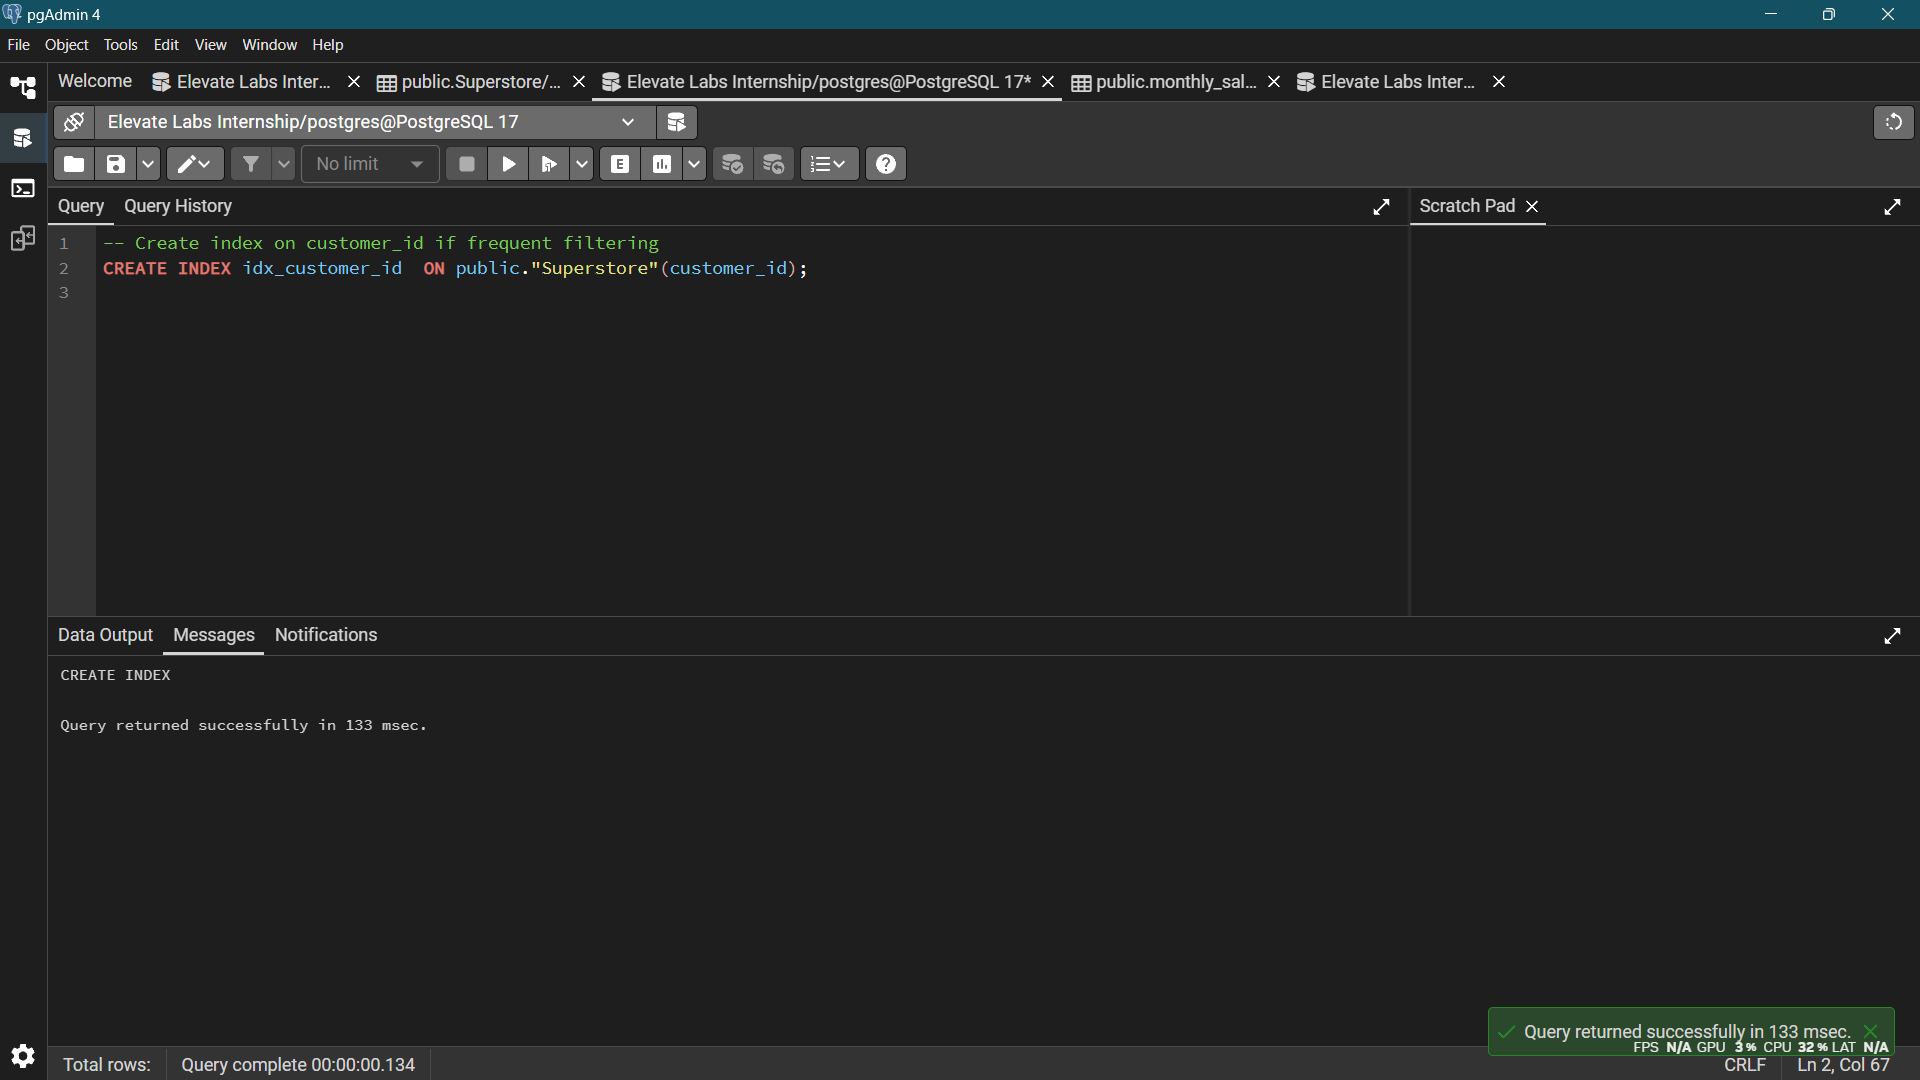 pgAdmin 4
File Object Tools Edit View Window Help
Welcome Elevate Labs Inter... public.Superstore/... Elevate Labs Internship/postgres@PostgreSQL 17* public.monthly_sal... Elevate Labs Inter...
Elevate Labs Internship/postgres@PostgreSQL 17
No limit E
Query Query History Scratch Pad
1 -- Create index on customer_id if frequent filtering
2 CREATE INDEX idx_customer_id  ON public."Superstore"(customer_id);
3
Data Output Messages Notifications
CREATE INDEX
Query returned successfully in 133 msec.
Query returned successfully in 133 msec.
FPS N/A GPU 3% CPU 32% LAT N/A
Total rows: Query complete 00:00:00.134 CRLF Ln 2, Col 67